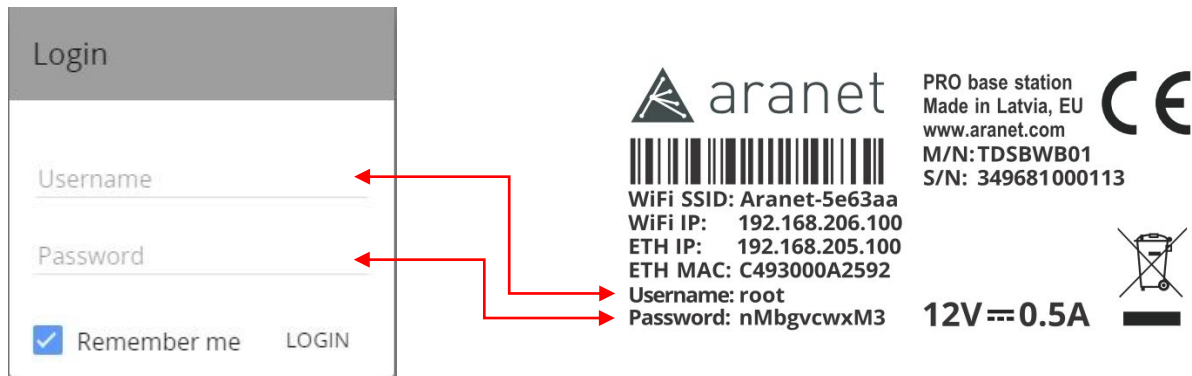 Login
Username
Password
Remember me
LOGIN
aranet
WiFi SSID: Aranet-5e63aa
WiFi IP: 192.168.206.100
ETH IP: 192.168.205.100
ETH MAC: C493000A2592
Username: root
Password: nMbgvcwxM3
PRO base station
Made in Latvia, EU
www.aranet.com
M/N: TDSBWB01
S/N: 349681000113
CE
12V⎓0.5A